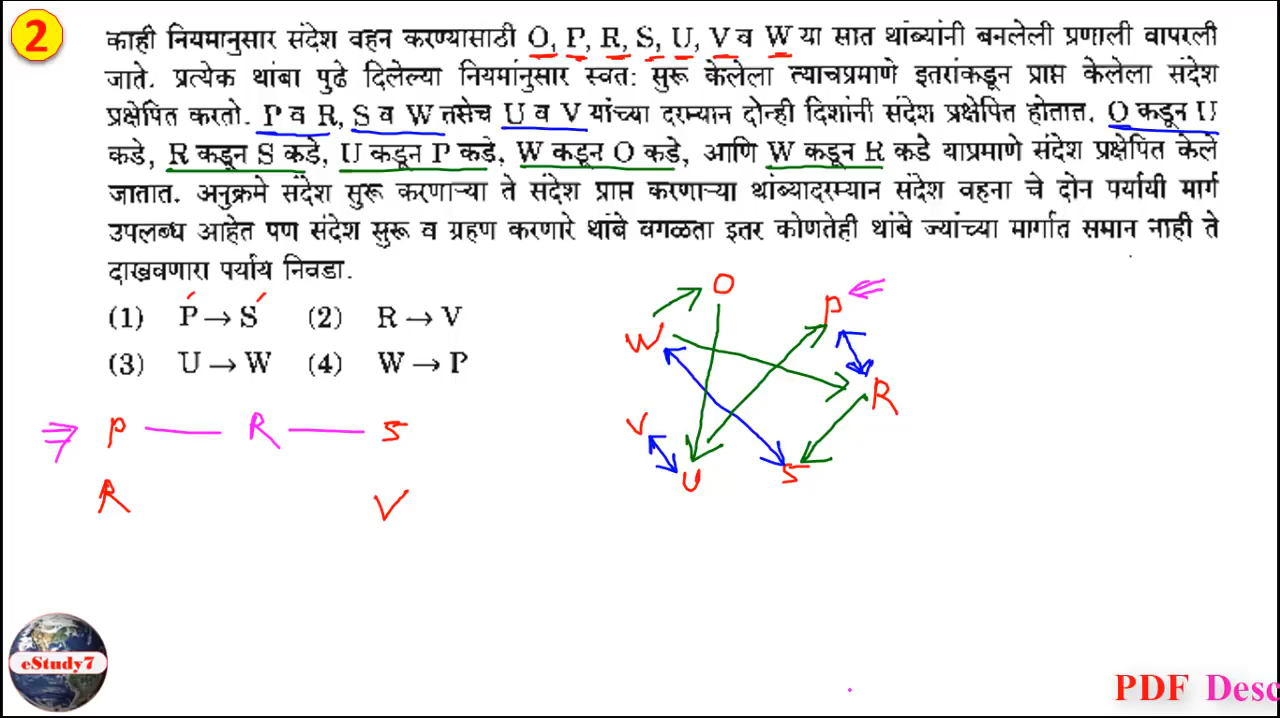 2
काही नियमानुसार संदेश वहन करण्यासाठी O, P, R, S, U, V व W या सात थांब्यांनी बनलेली प्रणाली वापरली
जाते. प्रत्येक थांबा पुढे दिलेल्या नियमांनुसार स्वत: सुरू केलेला त्याचप्रमाणे इतरांकडून प्राप्त केलेला संदेश
प्रक्षेपित करतो. P व R, S व W तसेच U व V यांच्या दरम्यान दोन्ही दिशांनी संदेश प्रक्षेपित होतात. O कडून U
कडे, R कडून S कडे, U कडून P कडे, W कडून O कडे, आणि W कडून R कडे याप्रमाणे संदेश प्रक्षेपित केले
जातात. अनुक्रमे संदेश सुरू करणाऱ्या ते संदेश प्राप्त करणाऱ्या थांब्यादरम्यान संदेश वहना चे दोन पर्यायी मार्ग
उपलब्ध आहेत पण संदेश सुरू व ग्रहण करणारे थांबे वगळता इतर कोणतेही थांबे ज्यांच्या मार्गात समान नाही ते
दाखवणारा पर्याय निवडा.
(1) P → S (2) R → V
(3) U → W (4) W → P
O
P
W
R
V
U
S
P R S
R V
eStudy7
PDF Desc